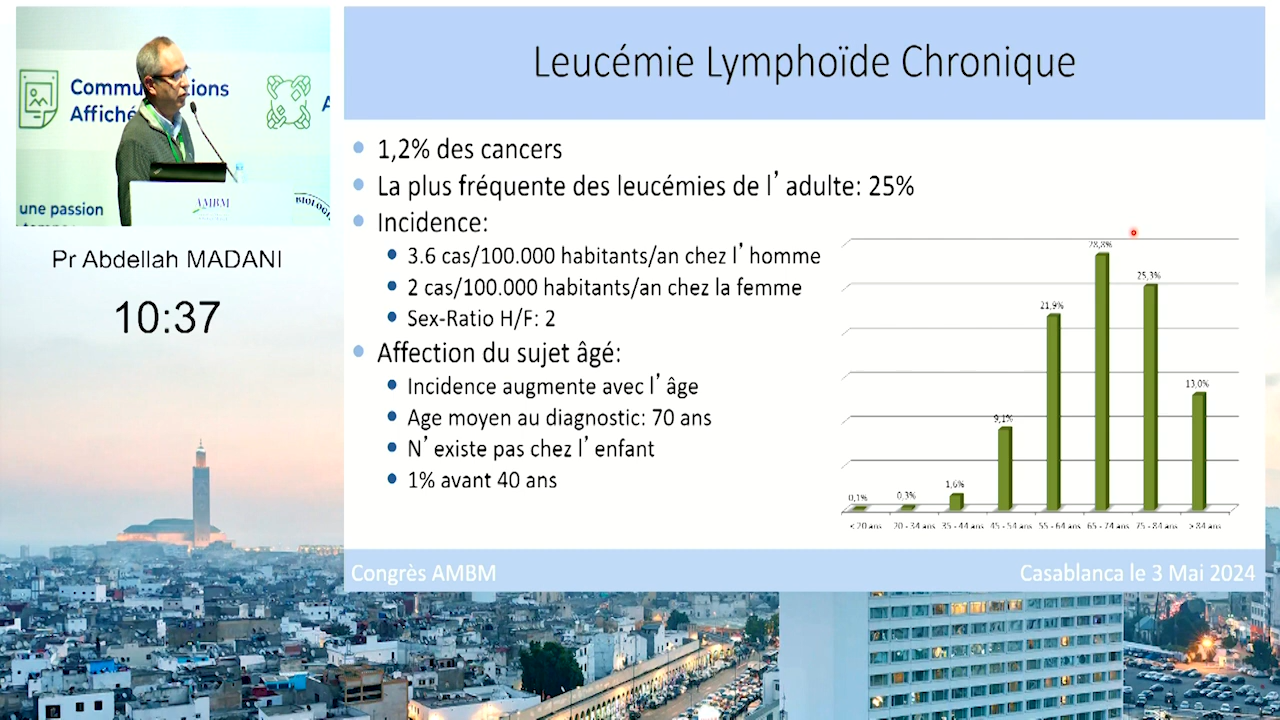 Commu ions
Affiché
A
une passion
AMBM
BIOLOGI
Pr Abdellah MADANI
10:37
Leucémie Lymphoïde Chronique
1,2% des cancers
La plus fréquente des leucémies de l’adulte: 25%
Incidence:
3.6 cas/100.000 habitants/an chez l’homme
2 cas/100.000 habitants/an chez la femme
Sex-Ratio H/F: 2
Affection du sujet âgé:
Incidence augmente avec l’âge
Age moyen au diagnostic: 70 ans
N’existe pas chez l’enfant
1% avant 40 ans
0,1%
0,3%
1,6%
9,1%
21,9%
28,8%
25,3%
13,0%
< 20 ans
20 - 34 ans
35 - 44 ans
45 - 54 ans
55 - 64 ans
65 - 74 ans
75 - 84 ans
> 84 ans
Congrès AMBM
Casablanca le 3 Mai 2024